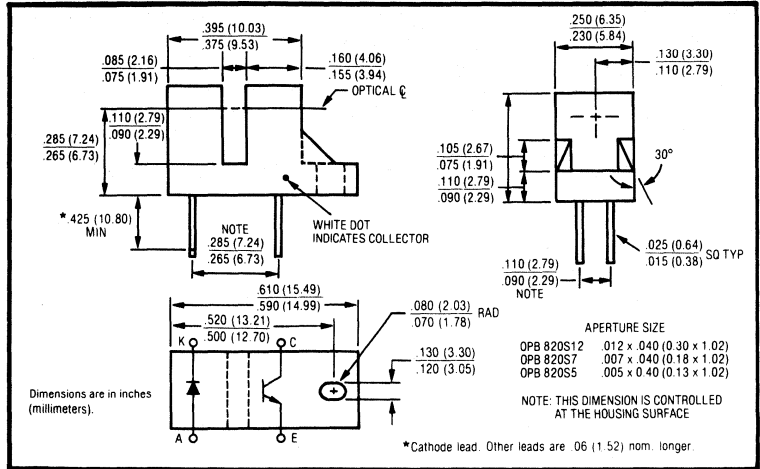 .395 (10.03)
.375 (9.53)
.085 (2.16)
.075 (1.91)
.160 (4.06)
.155 (3.94)
OPTICAL ℄
.110 (2.79)
.090 (2.29)
.285 (7.24)
.265 (6.73)
*.425 (10.80)
MIN
NOTE
.285 (7.24)
.265 (6.73)
WHITE DOT
INDICATES COLLECTOR
.250 (6.35)
.230 (5.84)
.130 (3.30)
.110 (2.79)
.105 (2.67)
.075 (1.91)
.110 (2.79)
.090 (2.29)
30°
.025 (0.64)
.015 (0.38) SQ TYP
.110 (2.79)
.090 (2.29)
NOTE
.610 (15.49)
.590 (14.99)
.520 (13.21)
.500 (12.70)
.080 (2.03)
.070 (1.78) RAD
.130 (3.30)
.120 (3.05)
K
C
A
E
Dimensions are in inches
(millimeters).
APERTURE SIZE
OPB 820S12 .012 x .040 (0.30 x 1.02)
OPB 820S7 .007 x .040 (0.18 x 1.02)
OPB 820S5 .005 x 0.40 (0.13 x 1.02)
NOTE: THIS DIMENSION IS CONTROLLED
AT THE HOUSING SURFACE
*Cathode lead. Other leads are .06 (1.52) nom. longer.